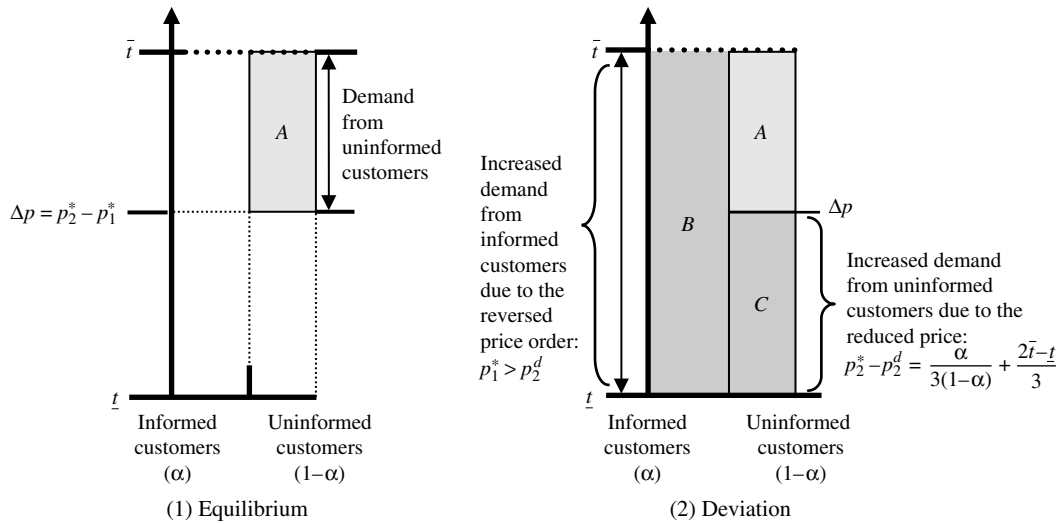 t̄
A
Demand
from
uninformed
customers
Δp = p₂* – p₁*
t̲
Informed
customers
(α)
Uninformed
customers
(1–α)
(1) Equilibrium
t̄
Increased
demand
from
informed
customers
due to the
reversed
price order:
p₁* > p₂ᵈ
A
B
C
Δp
Increased demand
from uninformed
customers due to the
reduced price:
p₂* – p₂ᵈ = α/3(1–α) + 2t̄–t̲/3
t̲
Informed
customers
(α)
Uninformed
customers
(1–α)
(2) Deviation